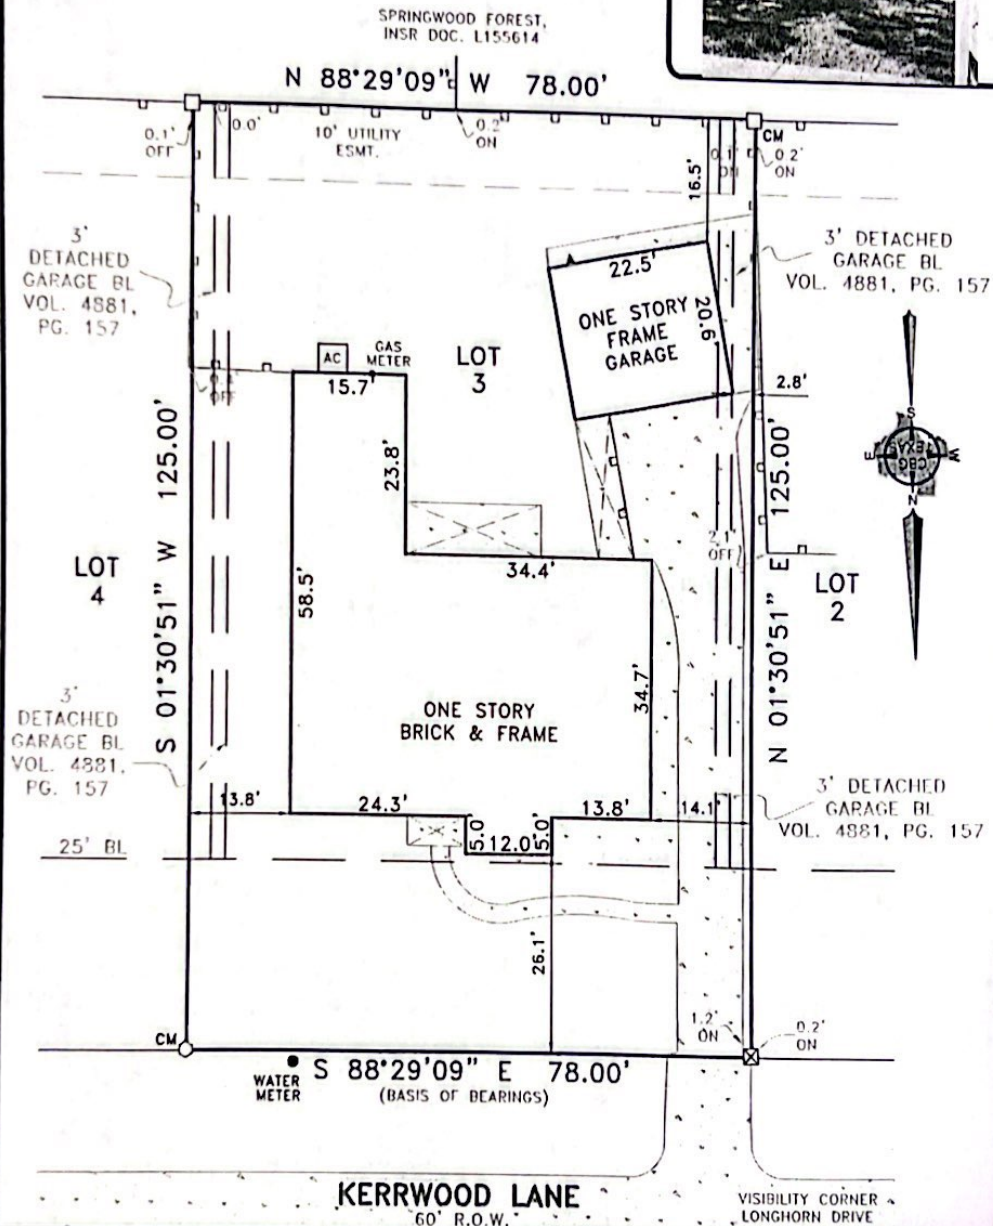 SPRINGWOOD FOREST,
INSR DOC. L155614
N 88°29'09" W 78.00'
0.1'
OFF
0.0'
10' UTILITY
ESMT.
0.2'
ON
0.1'
ON
CM
0.2'
ON
16.5'
3'
DETACHED
GARAGE BL
VOL. 4881,
PG. 157
3' DETACHED
GARAGE BL
VOL. 4881, PG. 157
22.5'
ONE STORY
FRAME
GARAGE
20.6'
2.8'
AC
GAS
METER
15.7'
LOT
3
OFF
S
E
W
CBG
TEXAS
N
23.8'
S 01°30'51" W 125.00'
N 01°30'51" E 125.00'
LOT
4
58.5'
34.4'
2.1'
OFF
LOT
2
34.7'
ONE STORY
BRICK & FRAME
3'
DETACHED
GARAGE BL
VOL. 4881,
PG. 157
3' DETACHED
GARAGE BL
VOL. 4881, PG. 157
13.8'
24.3'
13.8'
14.1'
5.0'
12.0'
5.0'
25' BL
26.1'
1.2'
ON
0.2'
ON
CM
WATER
METER
S 88°29'09" E 78.00'
(BASIS OF BEARINGS)
KERRWOOD LANE
60' R.O.W.
VISIBILITY CORNER
LONGHORN DRIVE